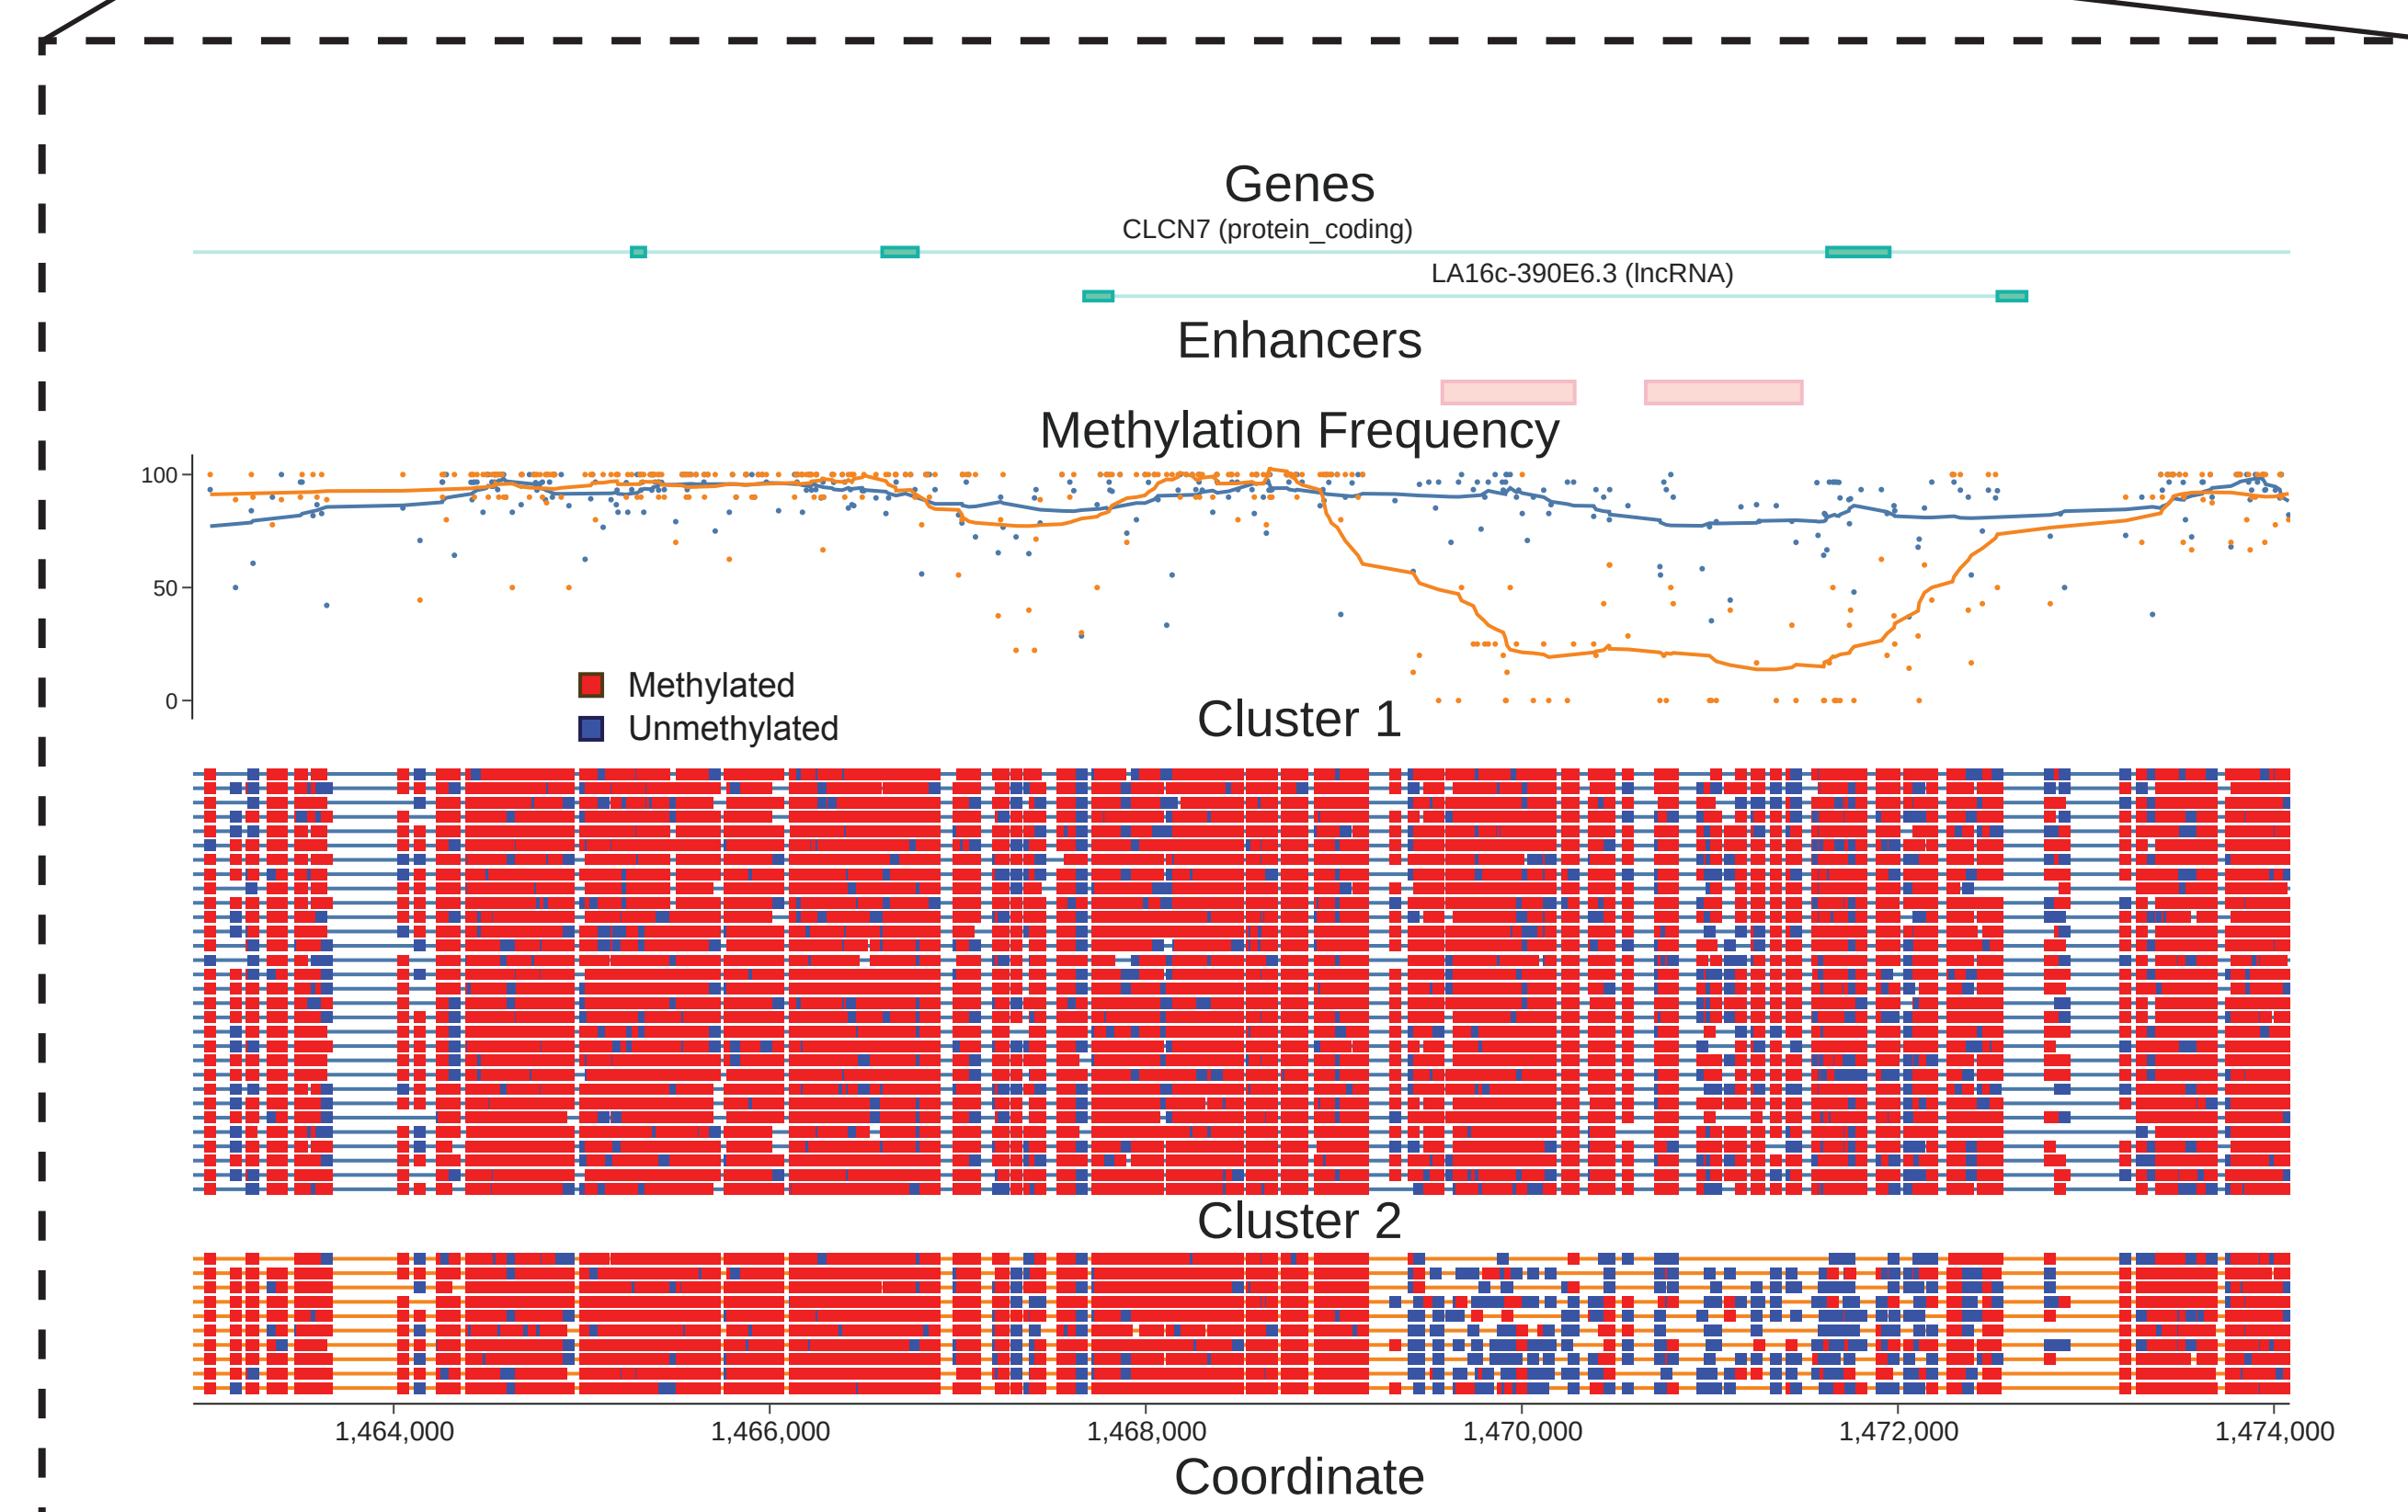 Genes
CLCN7 (protein_coding)
LA16c-390E6.3 (lncRNA)
Enhancers
Methylation Frequency
100
50
0
Methylated
Unmethylated
Cluster 1
Cluster 2
1,464,000 1,466,000 1,468,000 1,470,000 1,472,000 1,474,000
Coordinate